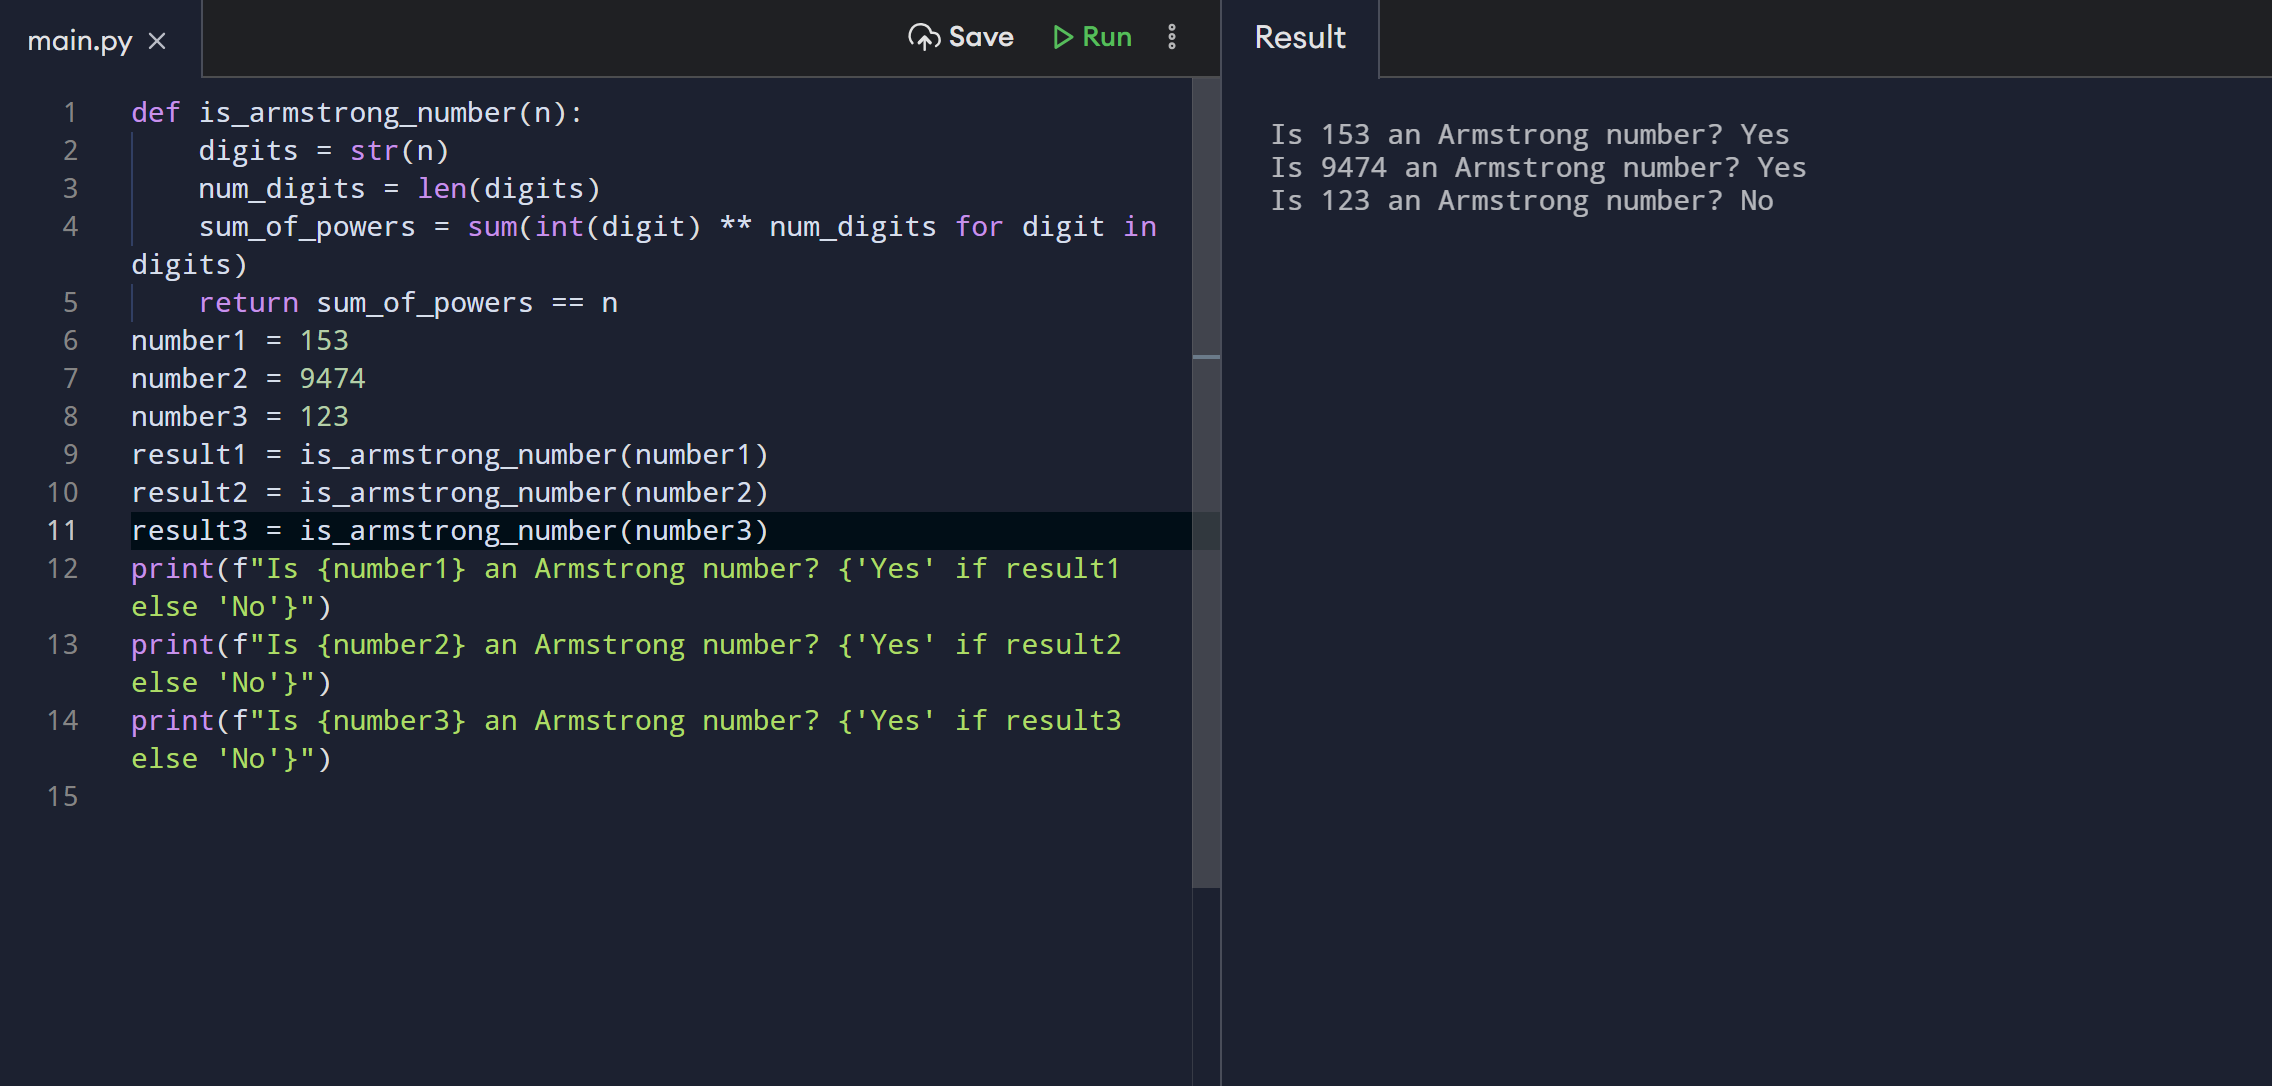 main.py
Save
Run
Result
1 def is_armstrong_number(n):
2     digits = str(n)
3     num_digits = len(digits)
4     sum_of_powers = sum(int(digit) ** num_digits for digit in
digits)
5     return sum_of_powers == n
6 number1 = 153
7 number2 = 9474
8 number3 = 123
9 result1 = is_armstrong_number(number1)
10 result2 = is_armstrong_number(number2)
11 result3 = is_armstrong_number(number3)
12 print(f"Is {number1} an Armstrong number? {'Yes' if result1
else 'No'}")
13 print(f"Is {number2} an Armstrong number? {'Yes' if result2
else 'No'}")
14 print(f"Is {number3} an Armstrong number? {'Yes' if result3
else 'No'}")
15
Is 153 an Armstrong number? Yes
Is 9474 an Armstrong number? Yes
Is 123 an Armstrong number? No